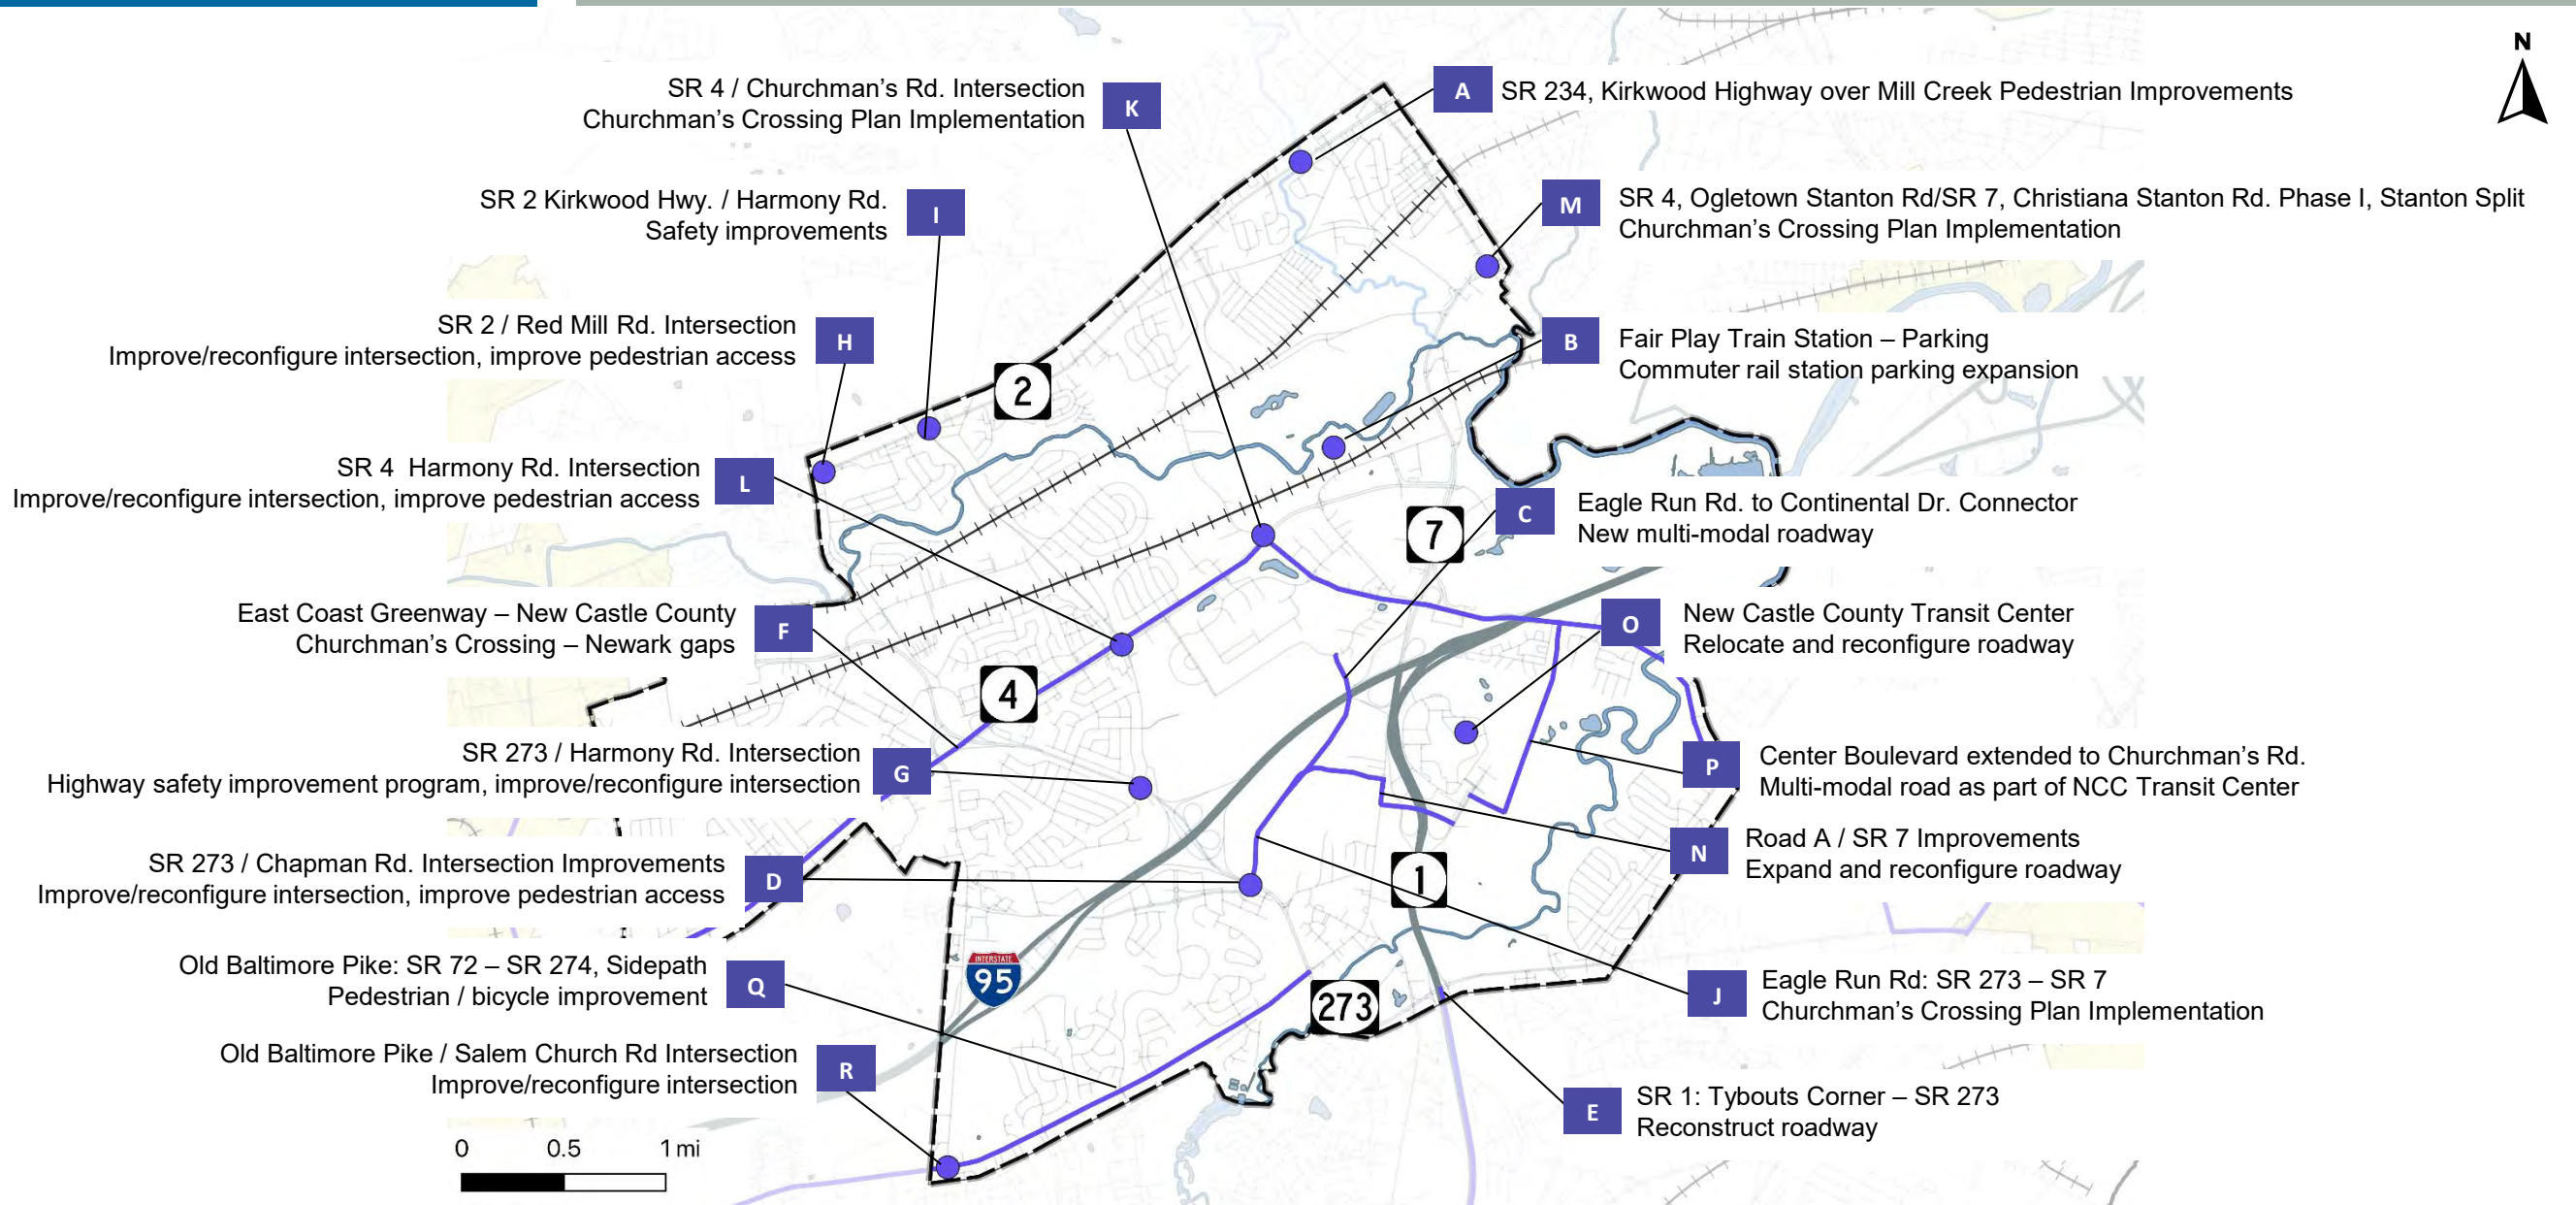 N
SR 4 / Churchman’s Rd. Intersection
Churchman’s Crossing Plan Implementation
K
A
SR 234, Kirkwood Highway over Mill Creek Pedestrian Improvements
SR 2 Kirkwood Hwy. / Harmony Rd.
Safety improvements
I
M
SR 4, Ogletown Stanton Rd/SR 7, Christiana Stanton Rd. Phase I, Stanton Split
Churchman’s Crossing Plan Implementation
SR 2 / Red Mill Rd. Intersection
Improve/reconfigure intersection, improve pedestrian access
H
B
Fair Play Train Station – Parking
Commuter rail station parking expansion
2
SR 4  Harmony Rd. Intersection
Improve/reconfigure intersection, improve pedestrian access
L
7
C
Eagle Run Rd. to Continental Dr. Connector
New multi-modal roadway
East Coast Greenway – New Castle County
Churchman’s Crossing – Newark gaps
F
O
New Castle County Transit Center
Relocate and reconfigure roadway
4
SR 273 / Harmony Rd. Intersection
Highway safety improvement program, improve/reconfigure intersection
G
P
Center Boulevard extended to Churchman’s Rd.
Multi-modal road as part of NCC Transit Center
SR 273 / Chapman Rd. Intersection Improvements
Improve/reconfigure intersection, improve pedestrian access
D
1
N
Road A / SR 7 Improvements
Expand and reconfigure roadway
Old Baltimore Pike: SR 72 – SR 274, Sidepath
Pedestrian / bicycle improvement
Q
INTERSTATE
95
273
J
Eagle Run Rd: SR 273 – SR 7
Churchman’s Crossing Plan Implementation
Old Baltimore Pike / Salem Church Rd Intersection
Improve/reconfigure intersection
R
E
SR 1: Tybouts Corner – SR 273
Reconstruct roadway
0 0.5 1 mi